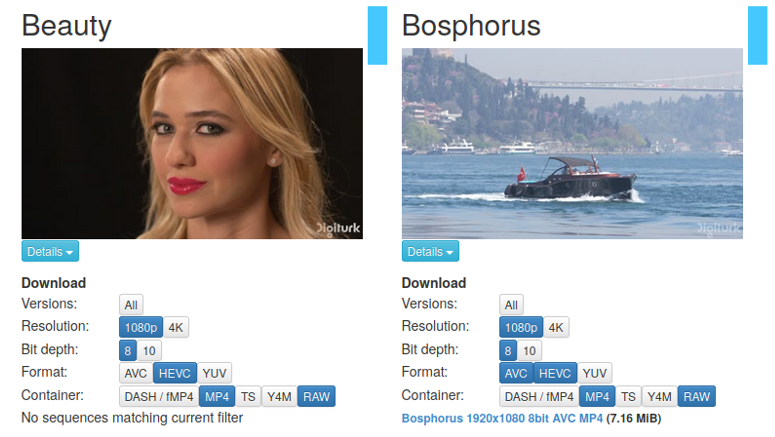 Beauty
Digiturk
Details
Download
Versions: All
Resolution: 1080p 4K
Bit depth: 8 10
Format: AVC HEVC YUV
Container: DASH / fMP4 MP4 TS Y4M RAW
No sequences matching current filter
Bosphorus
Digiturk
Details
Download
Versions: All
Resolution: 1080p 4K
Bit depth: 8 10
Format: AVC HEVC YUV
Container: DASH / fMP4 MP4 TS Y4M RAW
Bosphorus 1920x1080 8bit AVC MP4 (7.16 MiB)